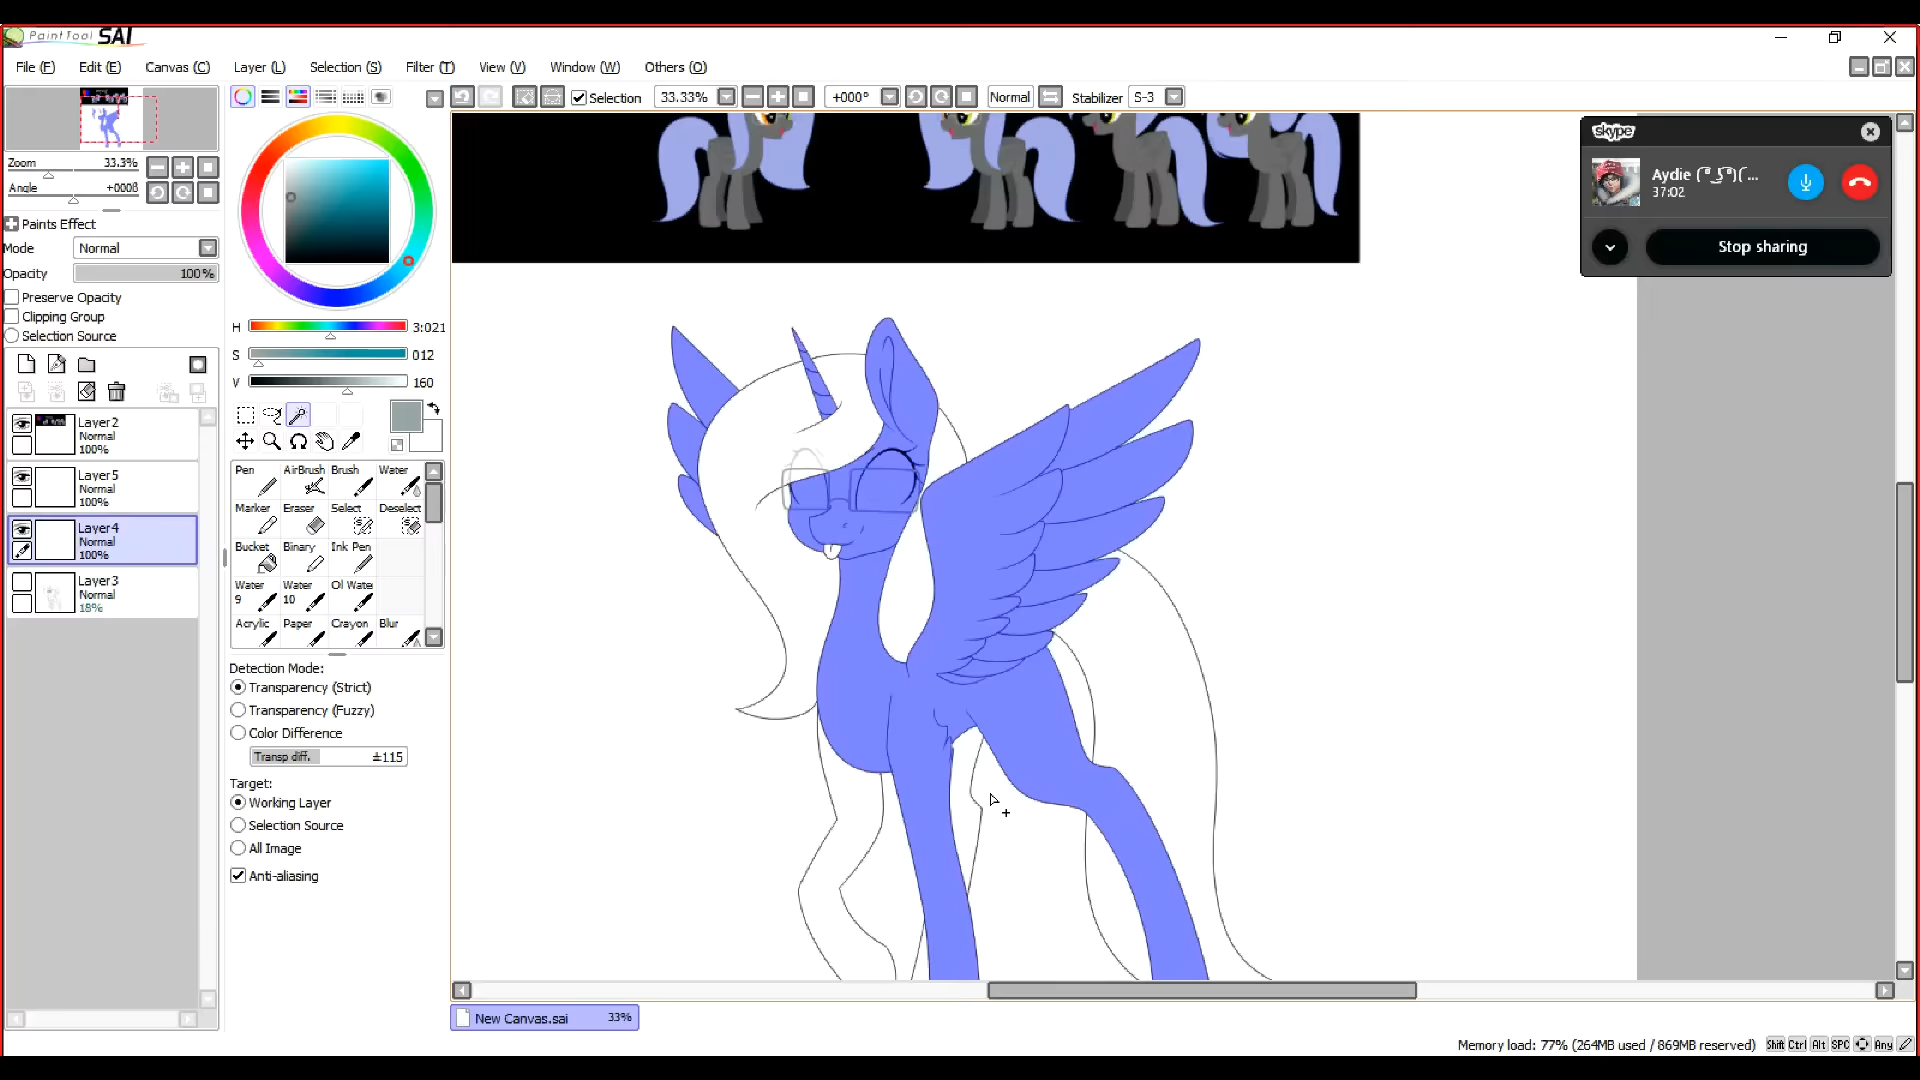 PaintTool SAI
File (F) Edit (E) Canvas (C) Layer (L) Selection (S) Filter (T) View (V) Window (W) Others (O)
Selection 33.33% +000° Normal Stabilizer S-3
skype
Aydie
37:02
Stop sharing
Zoom 33.3%
Angle +000ß
Paints Effect
Mode Normal
Opacity 100%
Preserve Opacity
Clipping Group
Selection Source
H 3:021
S 012
V 160
Layer2
Normal
100%
Layer5
Normal
100%
Layer4
Normal
100%
Layer3
Normal
18%
Pen AirBrush Brush Water
Marker Eraser Select Deselect
Bucket Binary Ink Pen
Water 9 Water 10 Oil Wate
Acrylic Paper Crayon Blur
Detection Mode:
Transparency (Strict)
Transparency (Fuzzy)
Color Difference
Transp diff. ±115
Target:
Working Layer
Selection Source
All Image
Anti-aliasing
New Canvas.sai 33%
Memory load: 77% (264MB used / 869MB reserved) Shift Ctrl Alt SPC Any